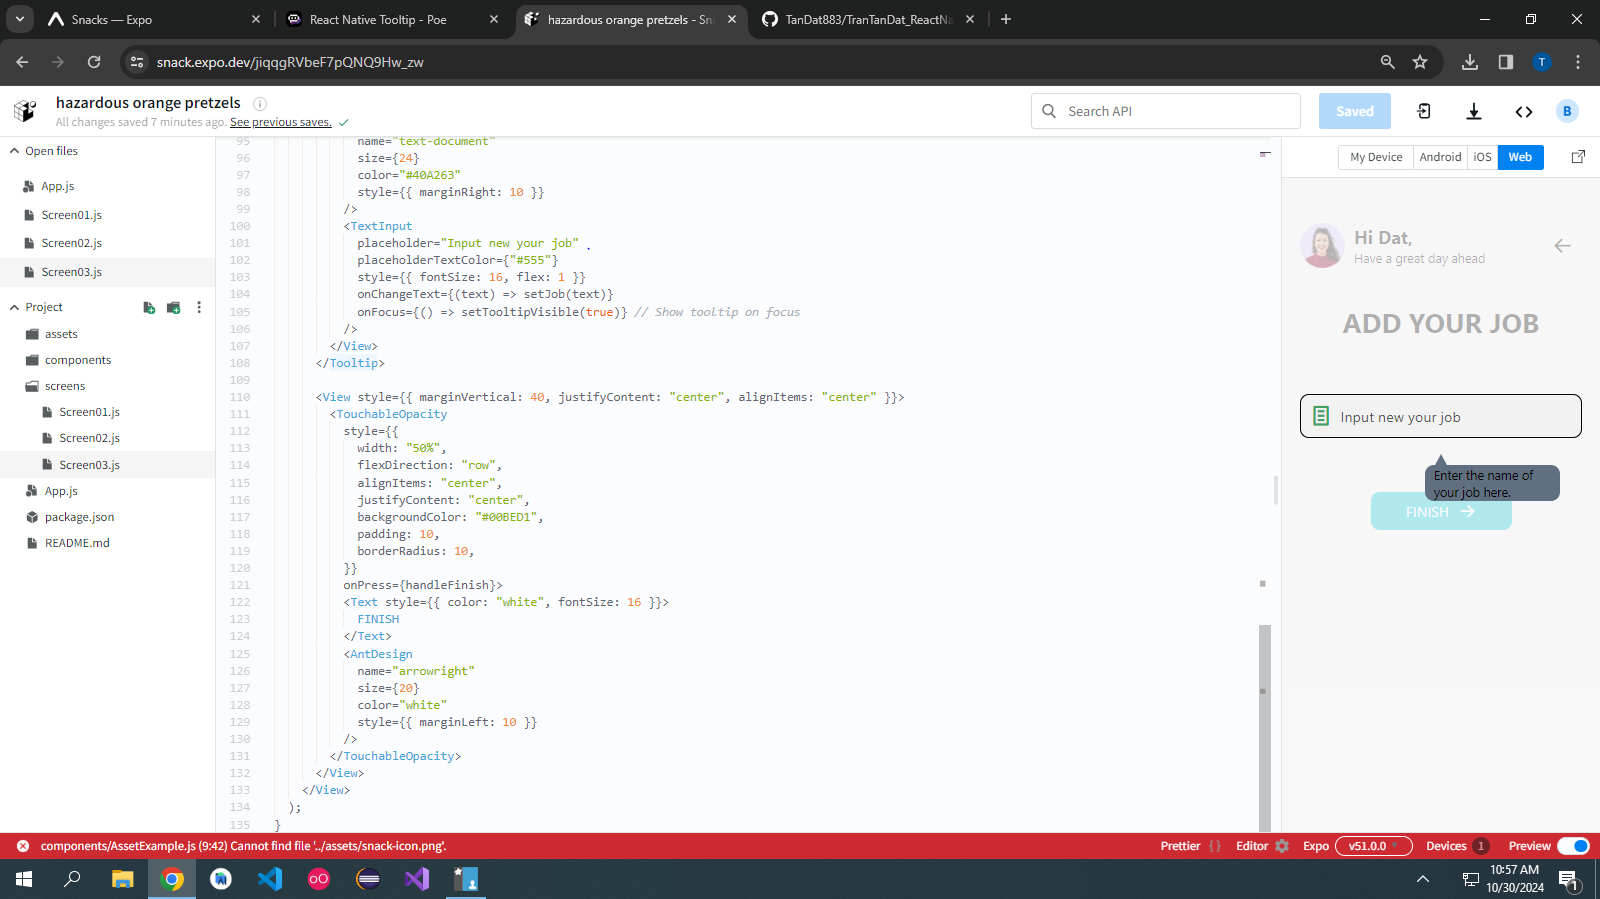 Snacks — Expo
React Native Tooltip - Poe
hazardous orange pretzels - Sn
TanDat883/TranTanDat_ReactNa
snack.expo.dev/jiqqgRVbeF7pQNQ9Hw_zw
T
hazardous orange pretzels
All changes saved 7 minutes ago. See previous saves.
Search API
Saved
B
Open files
App.js
Screen01.js
Screen02.js
Screen03.js
Project
assets
components
screens
Screen01.js
Screen02.js
Screen03.js
App.js
package.json
README.md
95 name="text-document"
96 size={24}
97 color="#40A263"
98 style={{ marginRight: 10 }}
99 />
100 <TextInput
101 placeholder="Input new your job"
102 placeholderTextColor={"#555"}
103 style={{ fontSize: 16, flex: 1 }}
104 onChangeText={(text) => setJob(text)}
105 onFocus={() => setTooltipVisible(true)} // Show tooltip on focus
106 />
107 </View>
108 </Tooltip>
109
110 <View style={{ marginVertical: 40, justifyContent: "center", alignItems: "center" }}>
111 <TouchableOpacity
112 style={{
113 width: "50%",
114 flexDirection: "row",
115 alignItems: "center",
116 justifyContent: "center",
117 backgroundColor: "#00BED1",
118 padding: 10,
119 borderRadius: 10,
120 }}
121 onPress={handleFinish}>
122 <Text style={{ color: "white", fontSize: 16 }}>
123 FINISH
124 </Text>
125 <AntDesign
126 name="arrowright"
127 size={20}
128 color="white"
129 style={{ marginLeft: 10 }}
130 />
131 </TouchableOpacity>
132 </View>
133 </View>
134 );
135 }
My Device Android iOS Web
Hi Dat,
Have a great day ahead
ADD YOUR JOB
Input new your job
Enter the name of
your job here.
FINISH
components/AssetExample.js (9:42) Cannot find file '../assets/snack-icon.png'.
Prettier { } Editor Expo v51.0.0 Devices 1 Preview
10:57 AM
10/30/2024
1